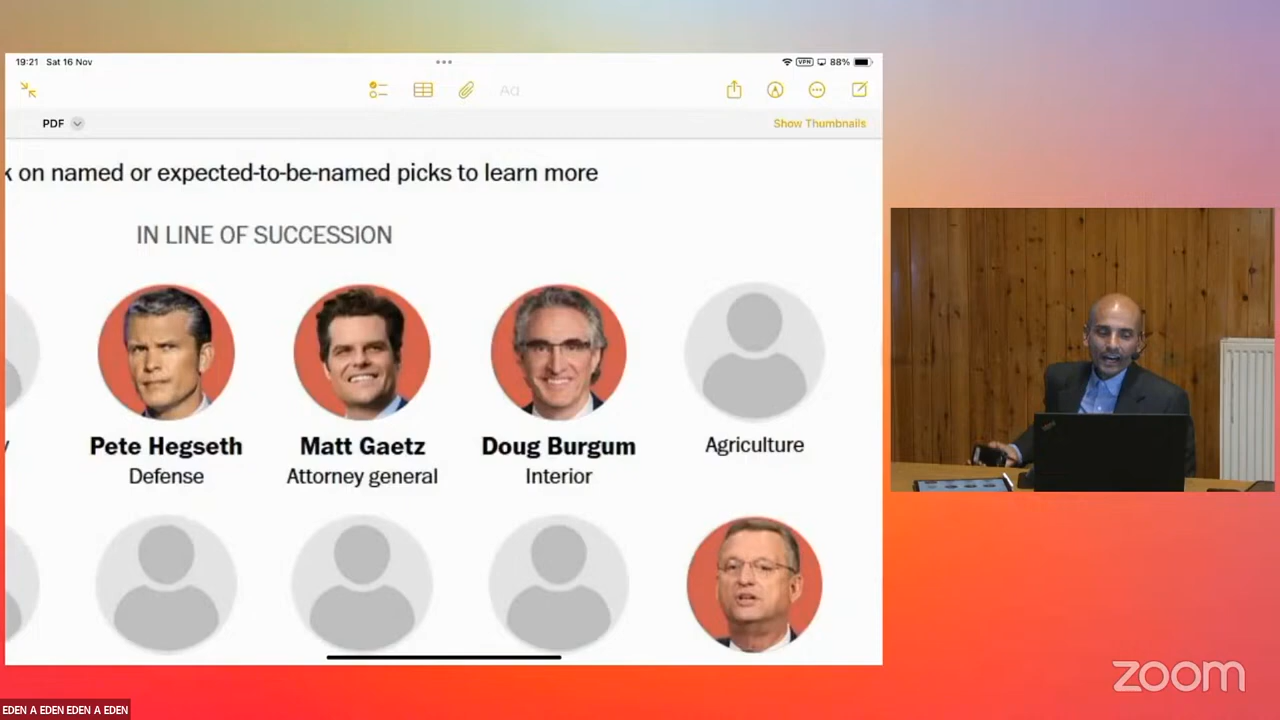 19:21 Sat 16 Nov
VPN 88%
Aa
PDF
Show Thumbnails
on named or expected-to-be-named picks to learn more
IN LINE OF SUCCESSION
Pete Hegseth
Matt Gaetz
Doug Burgum
Agriculture
Defense
Attorney general
Interior
zoom
EDEN A EDEN EDEN A EDEN